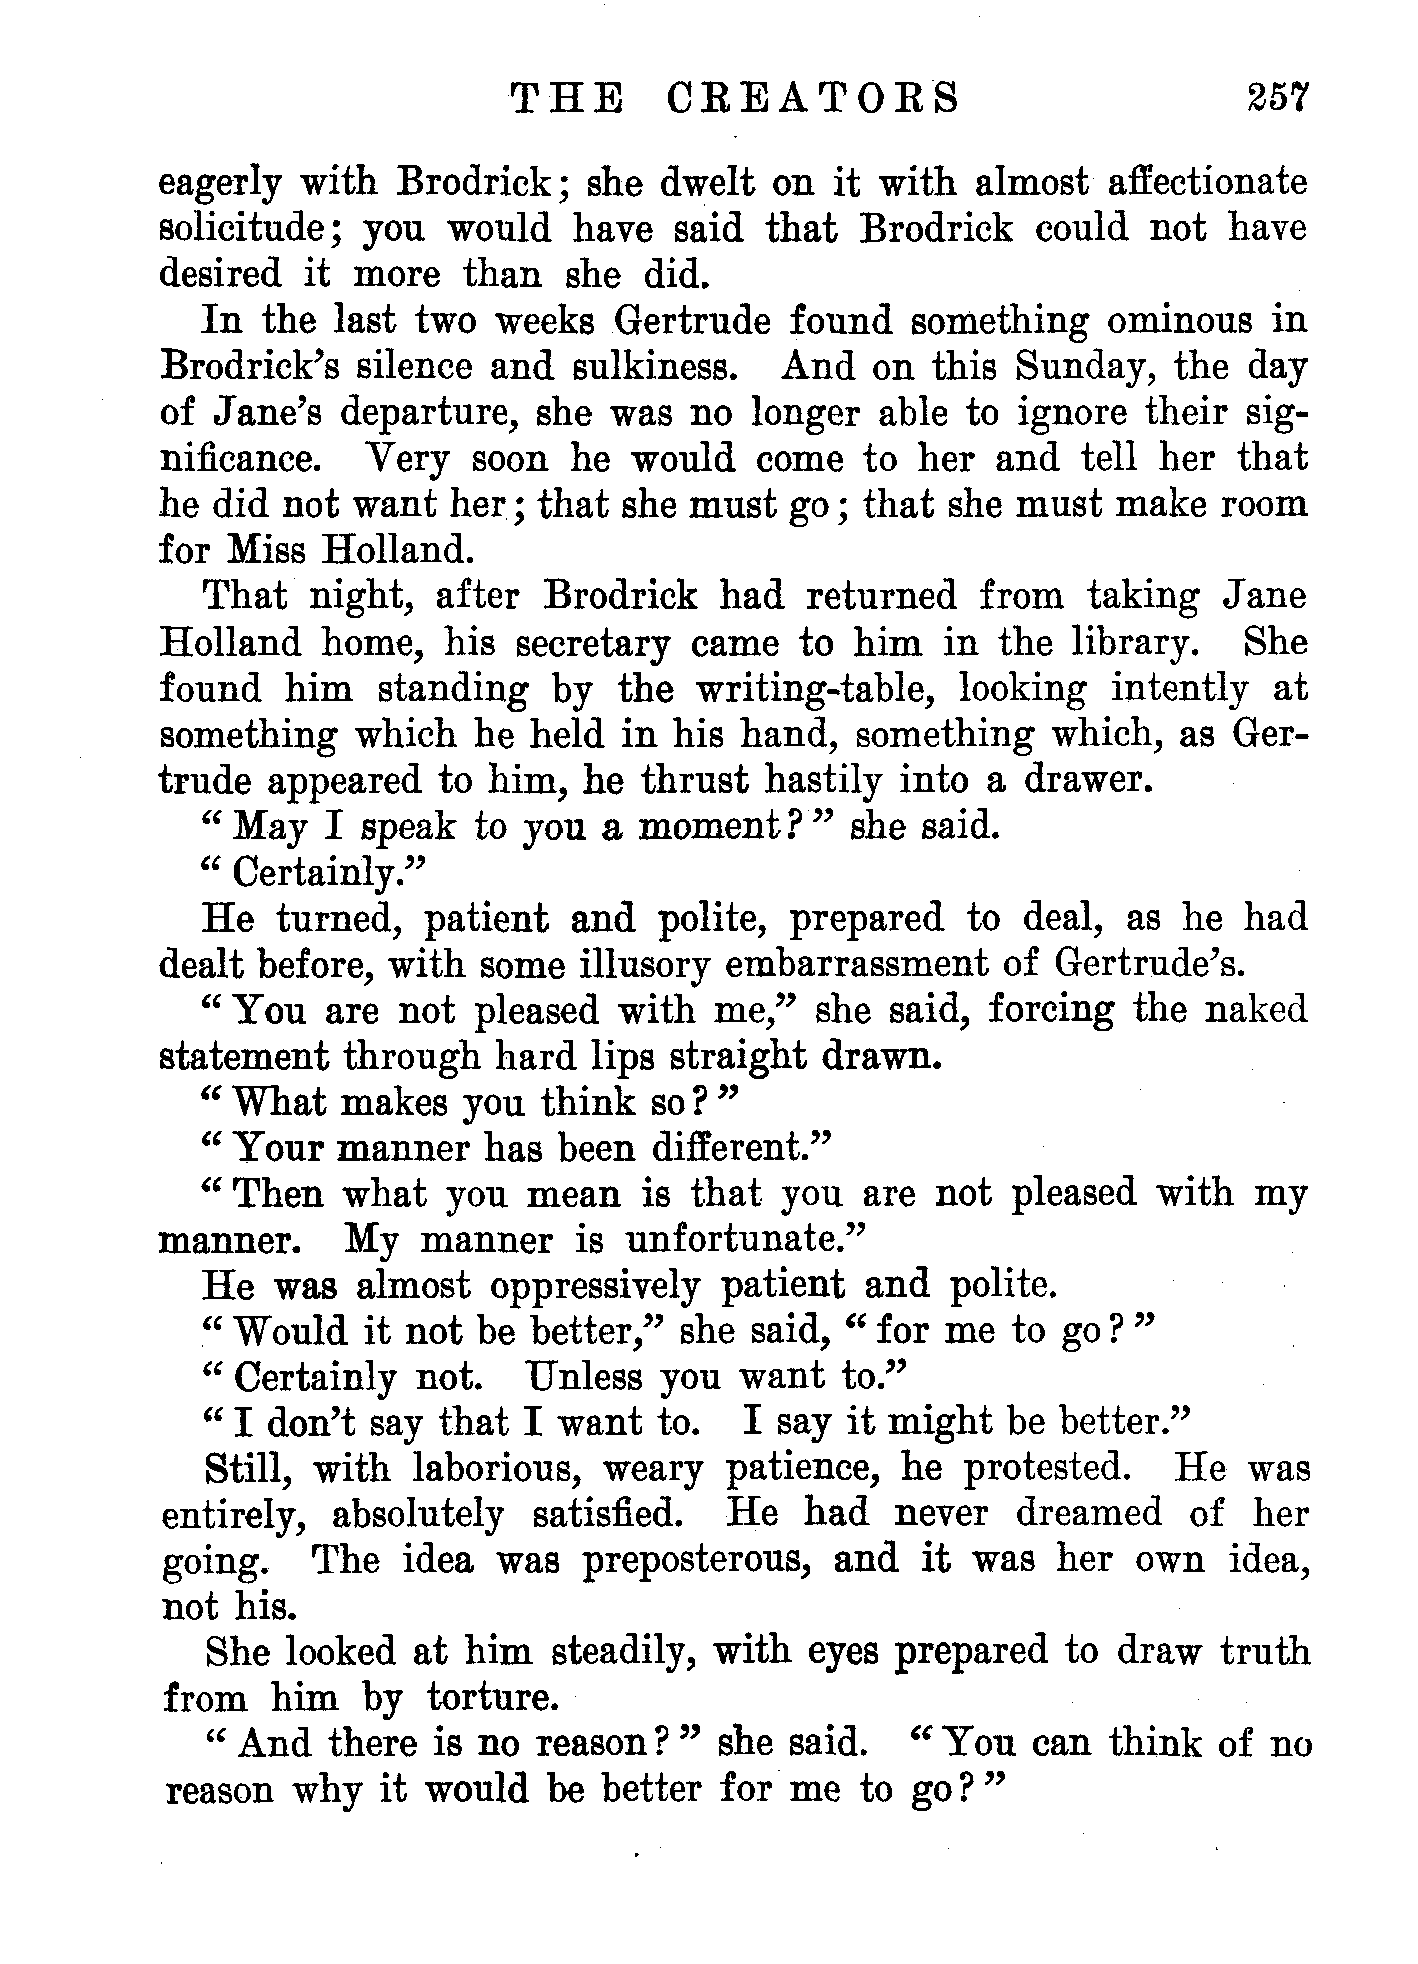 THE CREATORS 257
eagerly with Brodrick; she dwelt on it with almost affectionate
solicitude; you would have said that Brodrick could not have
desired it more than she did.
In the last two weeks Gertrude found something ominous in
Brodrick's silence and sulkiness. And on this Sunday, the day
of Jane's departure, she was no longer able to ignore their sig-
nificance. Very soon he would come to her and tell her that
he did not want her; that she must go; that she must make room
for Miss Holland.
That night, after Brodrick had returned from taking Jane
Holland home, his secretary came to him in the library. She
found him standing by the writing-table, looking intently at
something which he held in his hand, something which, as Ger-
trude appeared to him, he thrust hastily into a drawer.
"May I speak to you a moment?" she said.
"Certainly."
He turned, patient and polite, prepared to deal, as he had
dealt before, with some illusory embarrassment of Gertrude's.
"You are not pleased with me," she said, forcing the naked
statement through hard lips straight drawn.
"What makes you think so?"
"Your manner has been different."
"Then what you mean is that you are not pleased with my
manner. My manner is unfortunate."
He was almost oppressively patient and polite.
"Would it not be better," she said, "for me to go?"
"Certainly not. Unless you want to."
"I don't say that I want to. I say it might be better."
Still, with laborious, weary patience, he protested. He was
entirely, absolutely satisfied. He had never dreamed of her
going. The idea was preposterous, and it was her own idea,
not his.
She looked at him steadily, with eyes prepared to draw truth
from him by torture.
"And there is no reason?" she said. "You can think of no
reason why it would be better for me to go?"